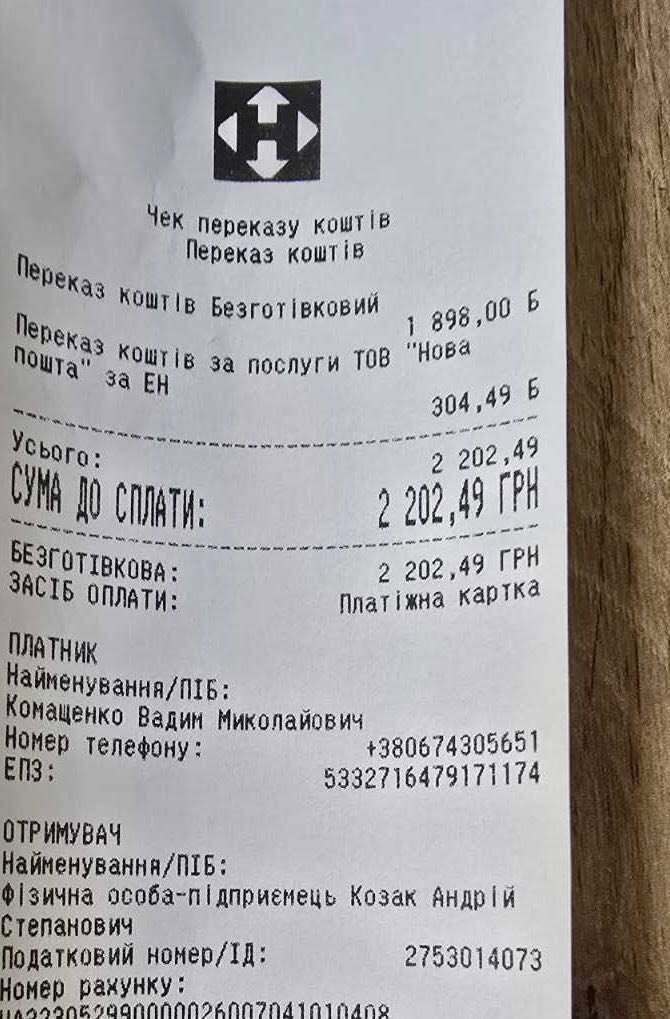 Чек переказу коштів
Переказ коштів
Переказ коштів Безготівковий
1 898,00 Б
Переказ коштів за послуги ТОВ "Нова
пошта" за ЕН
304,49 Б
Усього: 2 202,49
СУМА ДО СПЛАТИ: 2 202,49 ГРН
БЕЗГОТІВКОВА: 2 202,49 ГРН
ЗАСІБ ОПЛАТИ: Платіжна картка
ПЛАТНИК
Найменування/ПІБ:
Комащенко Вадим Миколайович
Номер телефону: +380674305651
ЕПЗ: 5332716479171174
ОТРИМУВАЧ
Найменування/ПІБ:
Фізична особа-підприємець Козак Андрій
Степанович
Податковий номер/ІД: 2753014073
Номер рахунку:
UA223052990000026007041010408